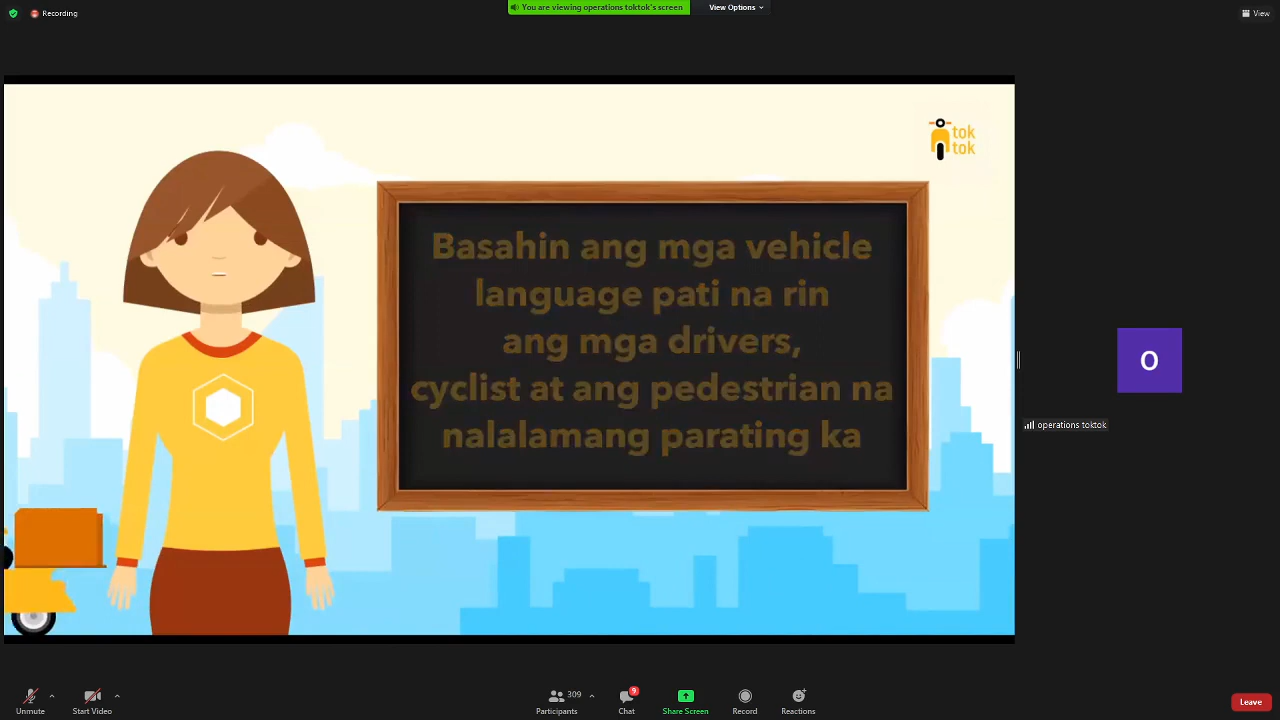 Recording
You are viewing operations toktok's screen
View Options
View
tok
tok
Basahin ang mga vehicle
language pati na rin
ang mga drivers,
cyclist at ang pedestrian na
nalalamang parating ka
O
operations toktok
Unmute
Start Video
309
Participants
9
Chat
Share Screen
Record
Reactions
Leave